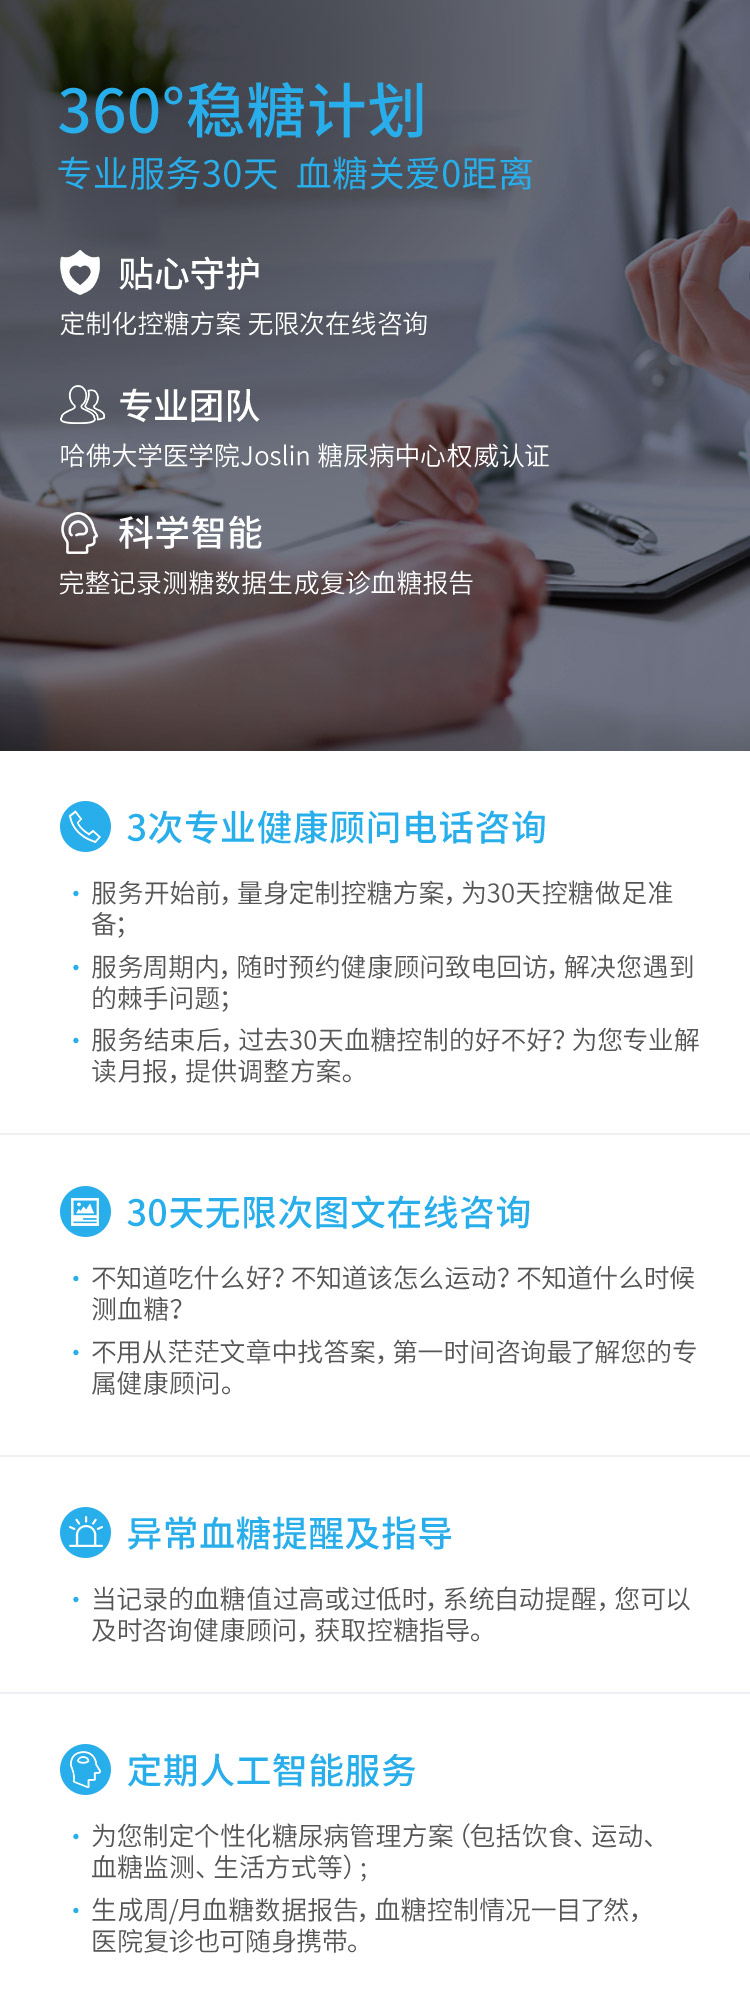 360°稳糖计划
专业服务30天 血糖关爱0距离
贴心守护
定制化控糖方案 无限次在线咨询
专业团队
哈佛大学医学院Joslin 糖尿病中心权威认证
科学智能
完整记录测糖数据生成复诊血糖报告
3次专业健康顾问电话咨询
· 服务开始前，量身定制控糖方案，为30天控糖做足准
备；
· 服务周期内，随时预约健康顾问致电回访，解决您遇到
的棘手问题；
· 服务结束后，过去30天血糖控制的好不好？为您专业解
读月报，提供调整方案。
30天无限次图文在线咨询
· 不知道吃什么好？不知道该怎么运动？不知道什么时候
测血糖？
· 不用从茫茫文章中找答案，第一时间咨询最了解您的专
属健康顾问。
异常血糖提醒及指导
· 当记录的血糖值过高或过低时，系统自动提醒，您可以
及时咨询健康顾问，获取控糖指导。
定期人工智能服务
· 为您制定个性化糖尿病管理方案（包括饮食、运动、
血糖监测、生活方式等）；
· 生成周/月血糖数据报告，血糖控制情况一目了然，
医院复诊也可随身携带。